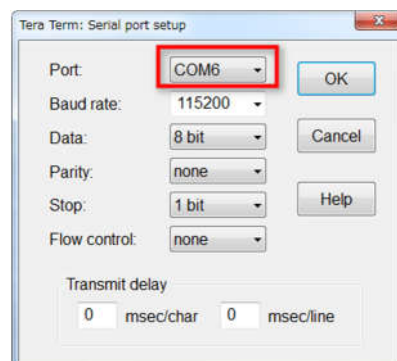 Tera Term: Serial port setup
Port: COM6 OK
Baud rate: 115200
Data: 8 bit Cancel
Parity: none
Stop: 1 bit Help
Flow control: none
Transmit delay
0 msec/char 0 msec/line